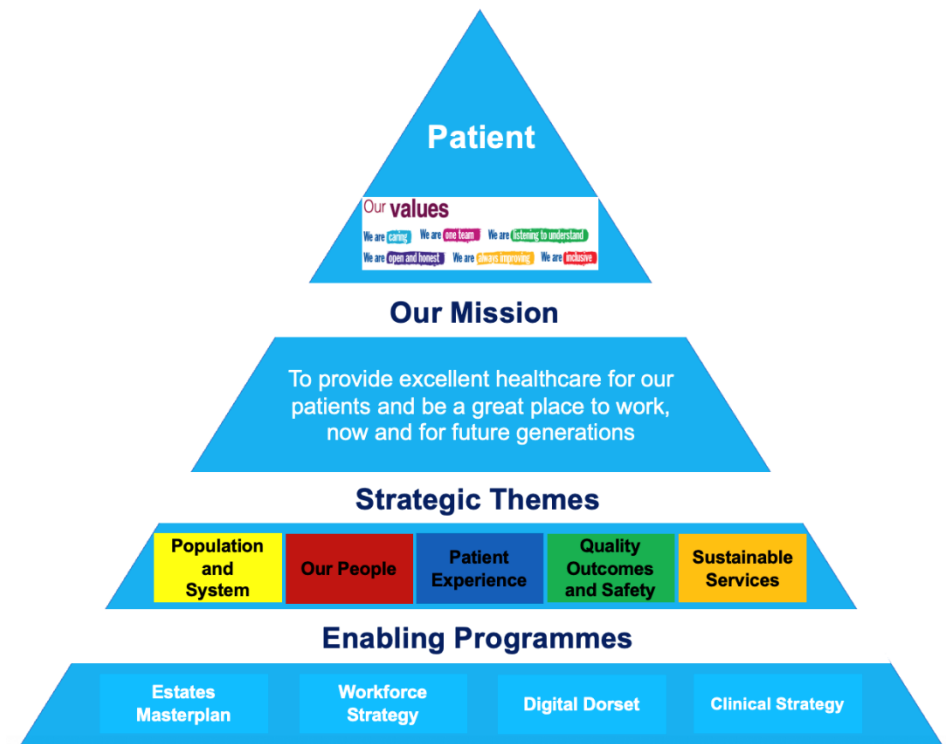 Patient
Our values
We are caring We are one team We are listening to understand
We are open and honest We are always improving We are inclusive
Our Mission
To provide excellent healthcare for our
patients and be a great place to work,
now and for future generations
Strategic Themes
Population
and
System
Our People
Patient
Experience
Quality
Outcomes
and Safety
Sustainable
Services
Enabling Programmes
Estates
Masterplan
Workforce
Strategy
Digital Dorset
Clinical Strategy